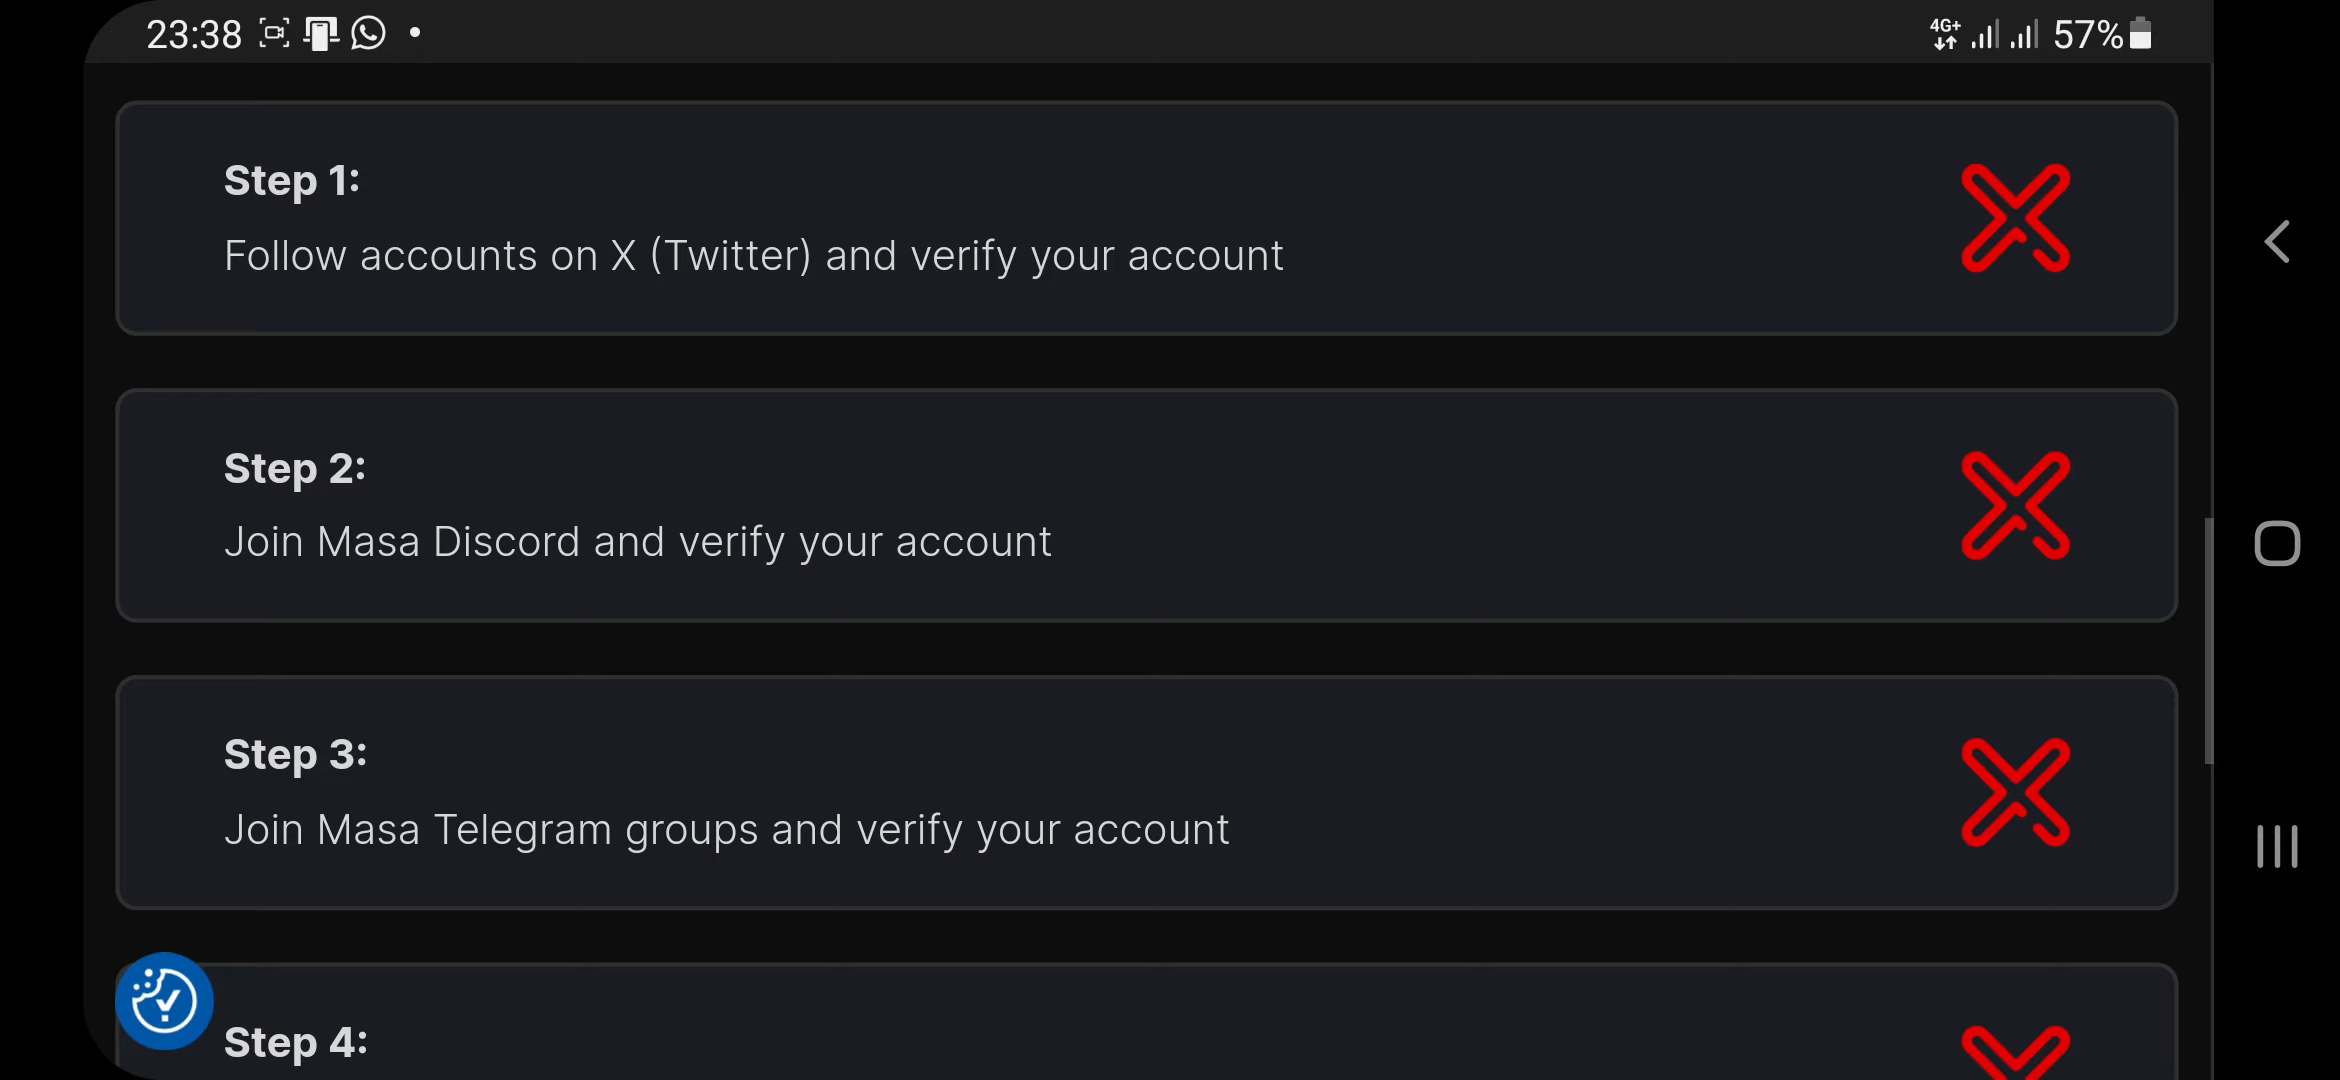 23:38
4G+
57%
Step 1:
Follow accounts on X (Twitter) and verify your account
Step 2:
Join Masa Discord and verify your account
Step 3:
Join Masa Telegram groups and verify your account
Step 4: